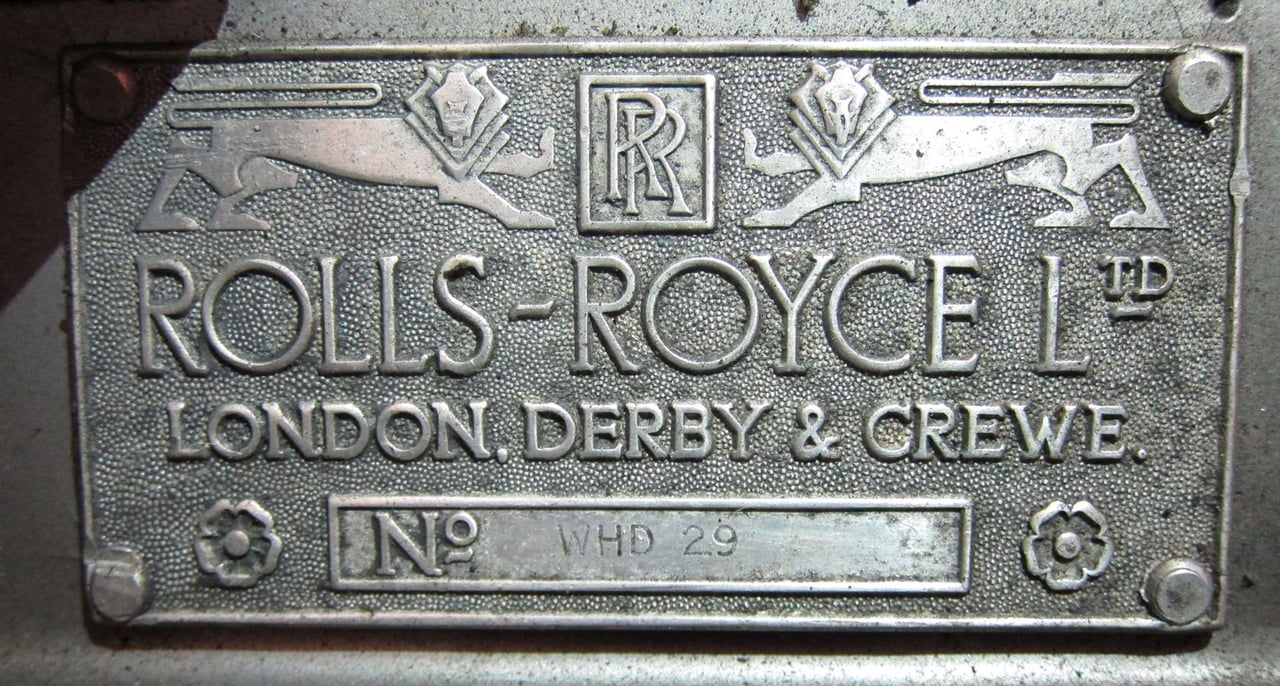 RR
ROLLS-ROYCE LTD
LONDON, DERBY & CREWE.
Nº WHD 29